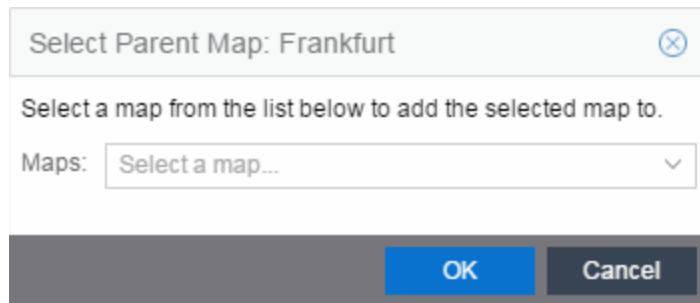 Select Parent Map: Frankfurt
Select a map from the list below to add the selected map to.
Maps: Select a map...
OK Cancel